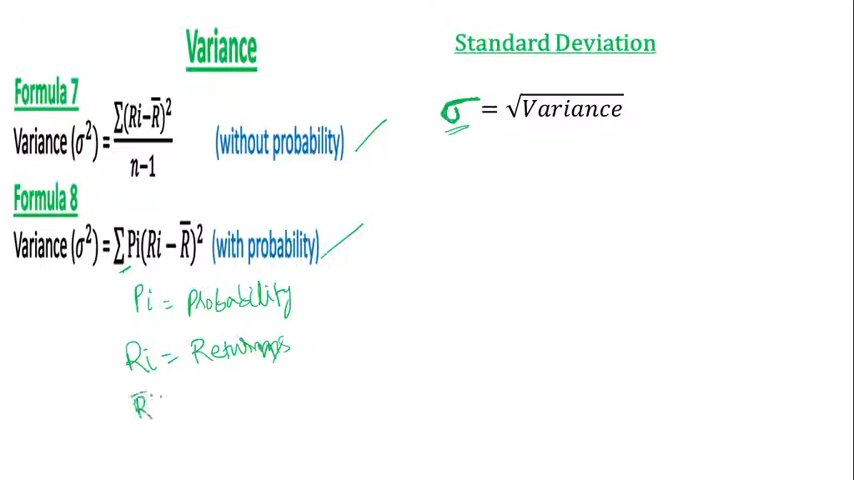 Variance
Formula 7
Variance (σ²) = ∑(Ri–R̅)² / n–1 (without probability)
Formula 8
Variance (σ²) = ∑Pi(Ri – R̅)² (with probability)
Pi = Probability
Ri =
R̅
Standard Deviation
σ = √Variance